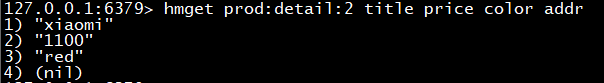 127.0.0.1:6379> hmget prod:detail:2 title price color addr
1) "xiaomi"
2) "1100"
3) "red"
4) (nil)